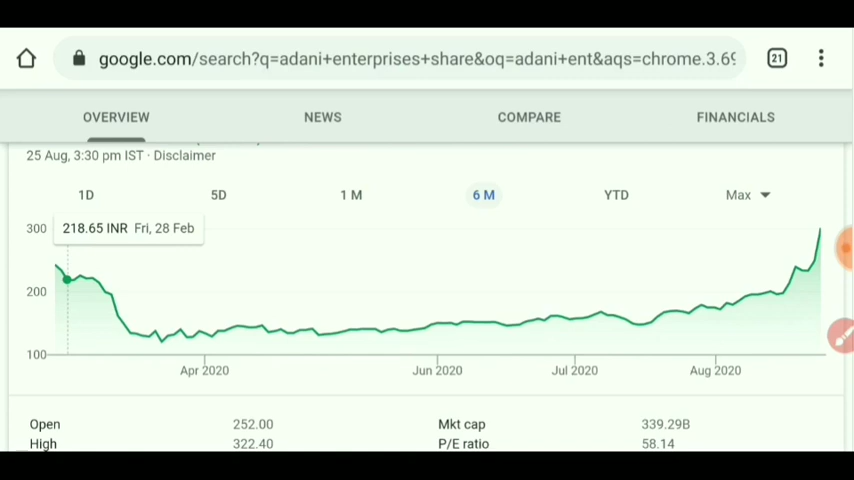 google.com/search?q=adani+enterprises+share&oq=adani+ent&aqs=chrome.3.69
21
OVERVIEW NEWS COMPARE FINANCIALS
25 Aug, 3:30 pm IST · Disclaimer
1D 5D 1 M 6 M YTD Max
218.65 INR Fri, 28 Feb
300
200
100
Apr 2020 Jun 2020 Jul 2020 Aug 2020
Open 252.00 Mkt cap 339.29B
High 322.40 P/E ratio 58.14